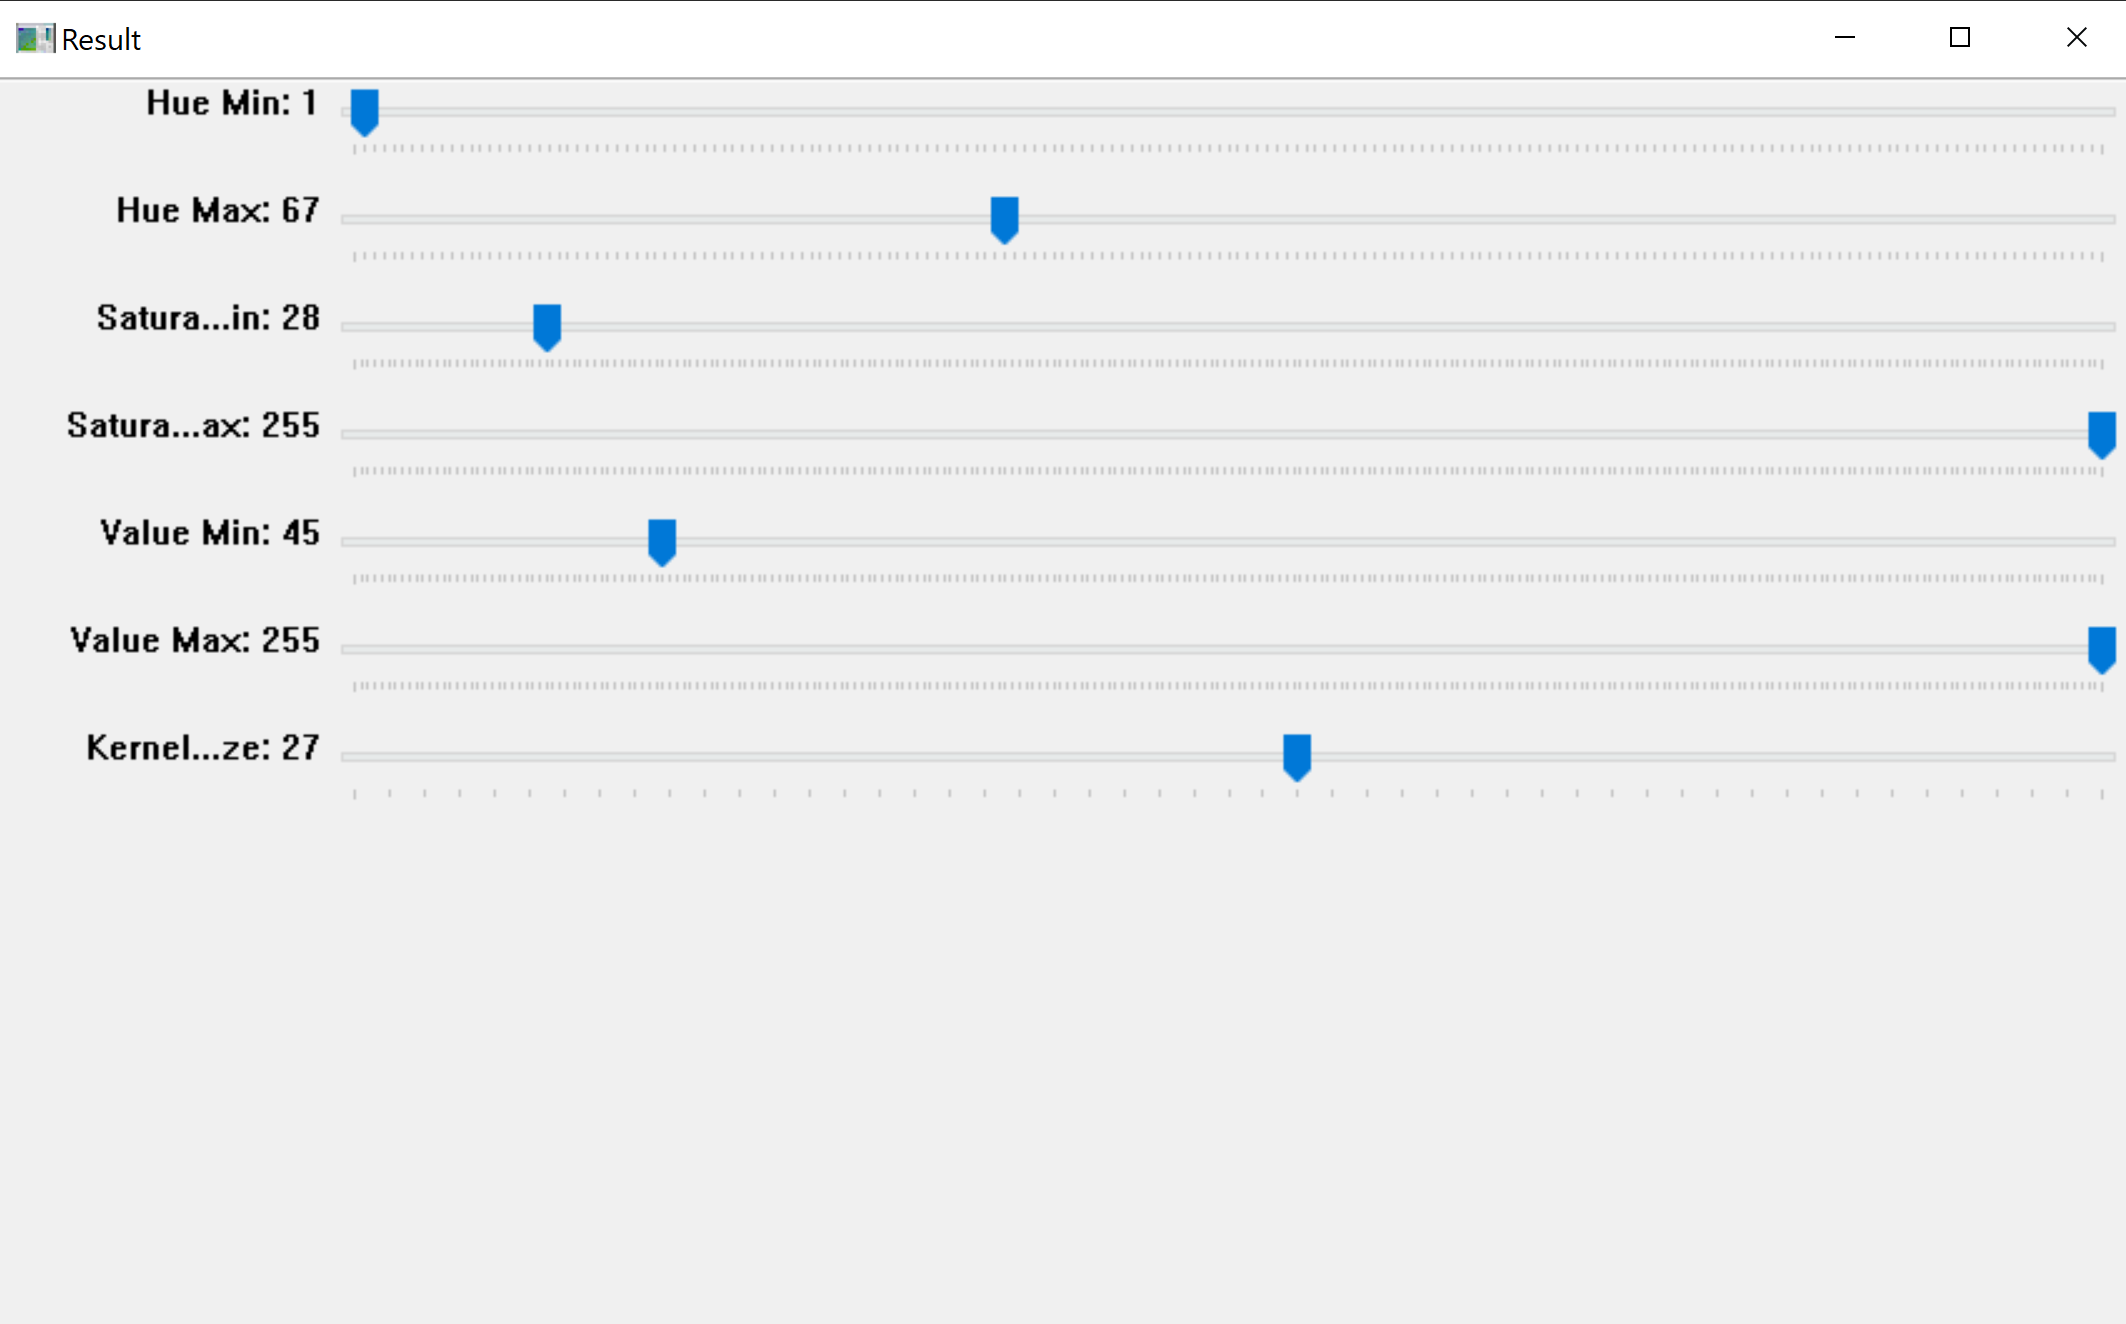 Result
Hue Min: 1
Hue Max: 67
Satura...in: 28
Satura...ax: 255
Value Min: 45
Value Max: 255
Kernel...ze: 27